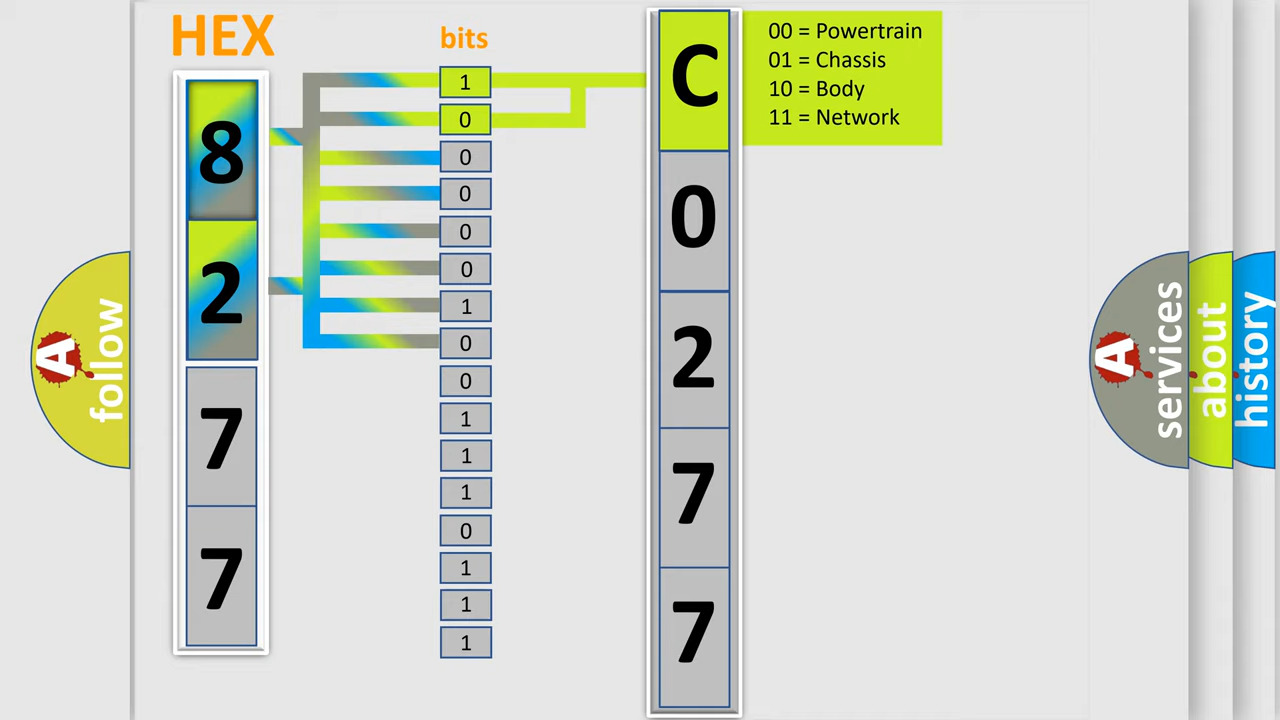 HEX
bits
8
2
7
7
1
0
0
0
0
0
1
0
0
1
1
1
0
1
1
1
C
0
2
7
7
00 = Powertrain
01 = Chassis
10 = Body
11 = Network
A
follow
A
services
about
history